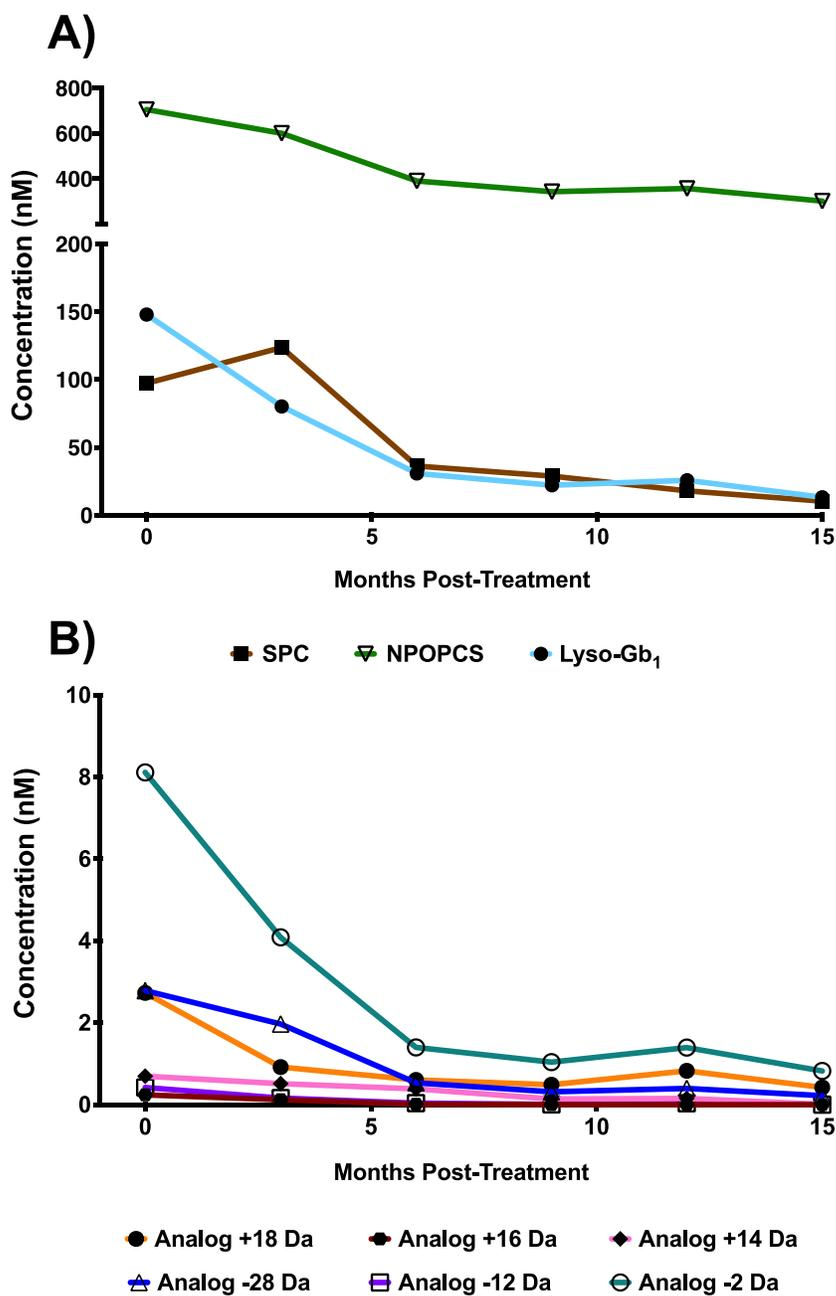 A)
800
600
400
200
150
100
50
0
Concentration (nM)
0 5 10 15
Months Post-Treatment
B)
SPC NPOPCS Lyso-Gb₁
10
8
6
4
2
0
Concentration (nM)
0 5 10 15
Months Post-Treatment
Analog +18 Da Analog +16 Da Analog +14 Da
Analog -28 Da Analog -12 Da Analog -2 Da